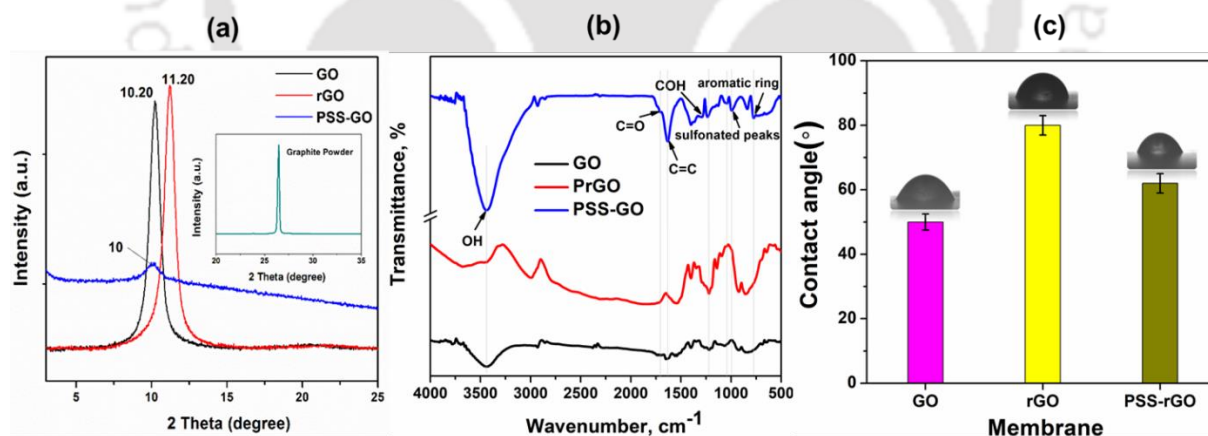 (a)
(b)
(c)
11.20
10.20
GO
rGO
PSS-GO
Graphite Powder
Intensity (a.u.)
20
25
30
35
2 Theta (degree)
10
Intensity (a.u.)
5
10
15
20
25
2 Theta (degree)
COH
aromatic ring
C=O
sulfonated peaks
C=C
GO
PrGO
PSS-GO
OH
Transmittance, %
4000
3500
3000
2500
2000
1500
1000
500
Wavenumber, cm-1
100
80
60
40
20
0
Contact angle(°)
GO
rGO
PSS-rGO
Membrane